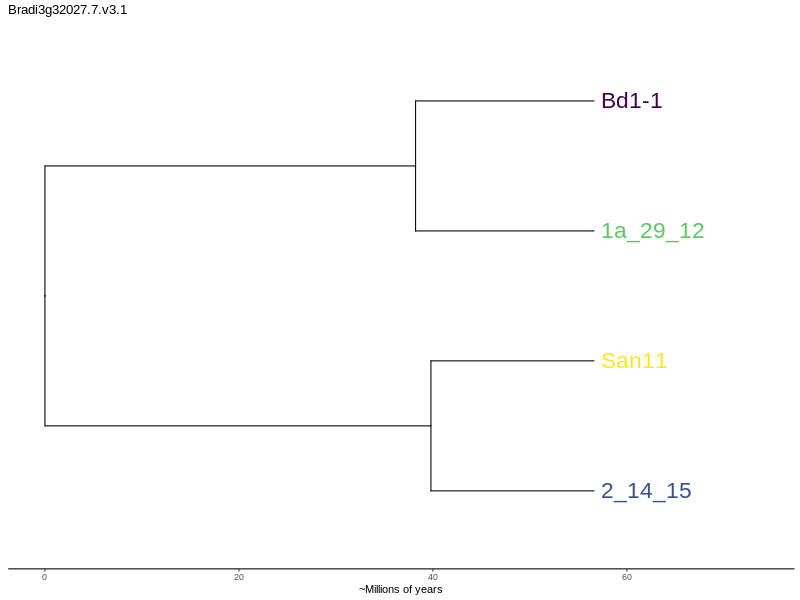 Bradi3g32027.7.v3.1
Bd1-1
1a_29_12
San11
2_14_15
0 20 40 60
~Millions of years